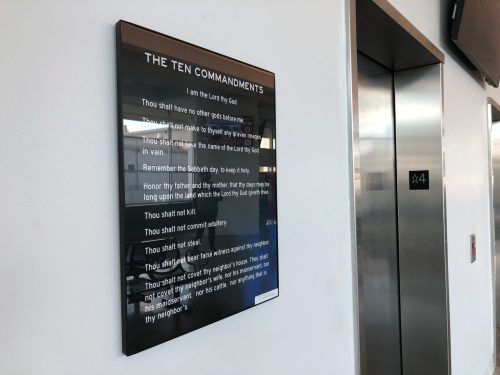 THE TEN COMMANDMENTS
I am the Lord thy God
Thou shalt have no other gods before me.
Thou shalt not make to thyself any graven images.
Thou shalt not take the name of the Lord thy God
in vain.
Remember the Sabbath day, to keep it holy.
Honor thy father and thy mother, that thy days may be
long upon the land which the Lord thy God giveth thee.
Thou shalt not kill.
Thou shalt not commit adultery.
Thou shalt not steal.
Thou shalt not bear false witness against thy neighbor.
Thou shalt not covet thy neighbor's house. Thou shalt
not covet thy neighbor's wife, nor his manservant, nor
his maidservant, nor his cattle, nor anything that is
thy neighbor's.
☆4